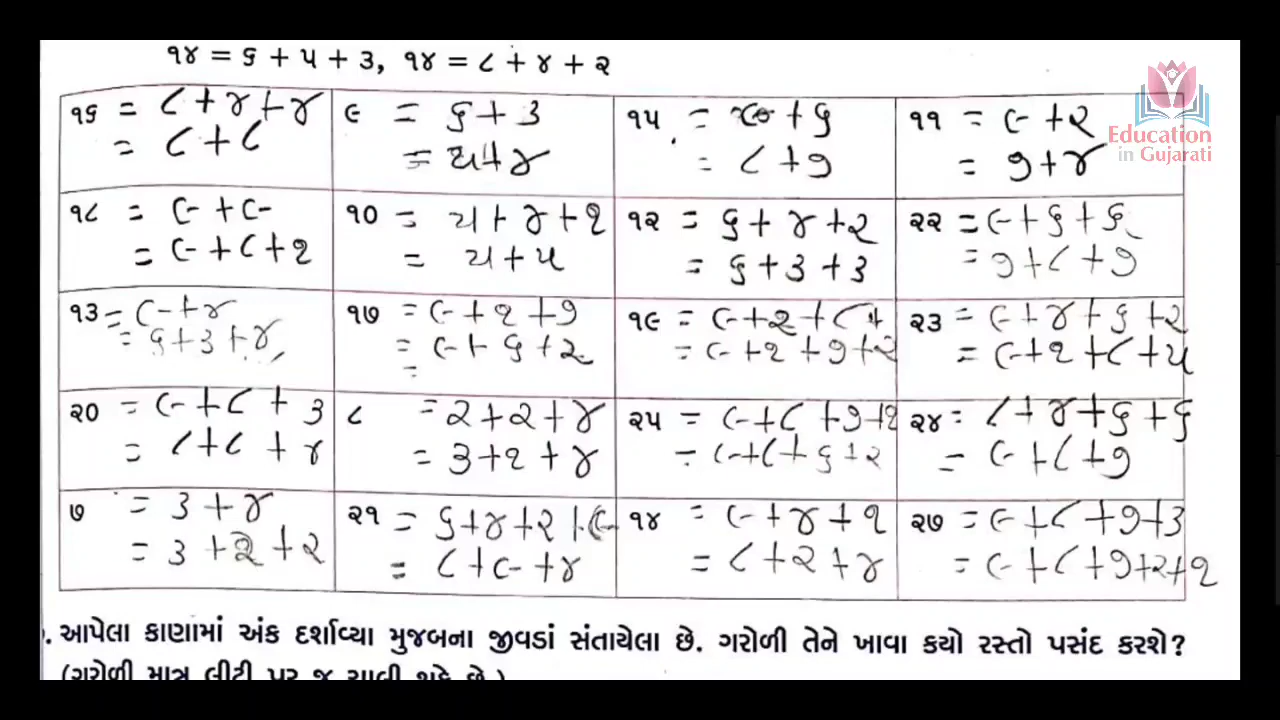 ૧૪ = ૬ + ૫ + ૩, ૧૪ = ૮ + ૪ + ૨
૧૬ = ૮+૪+૪
= ૮+૮
૯ = ૬+૩
= ૫+૪
૧૫ = +૬
= ૮+૭
૧૧ = ૯+૨
= ૭+૪
૧૮ = ૯+૯
= ૯+૮+૧
૧૦ = ૫+૪+૧
= ૫+૫
૧૨ = ૬+૪+૨
= ૬+૩+૩
૨૨ = ૯+૬+૬
= ૭+૮+૭
૧૩ = ૯+૪
= ૬+૩+૪
૧૭ = ૯+૧+૭
= ૯+૬+૨
=
૧૯ = ૯+૨+૮+
= ૯+૧+૭+૨
૨૩ = ૯+૪+૬+૨
= ૯+૧+૮+૫
૨૦ = ૯+૮+૩
= ૮+૮+૪
૮ = ૨+૨+૪
= ૩+૧+૪
૨૫ = ૯+૮+૭+૧
= ૯+૮+૬+૨
૨૪ = ૮+૪+૬+૬
= ૯+૮+૭
૭ = ૩+૪
= ૩+૨+૨
૨૧ = ૬+૪+૨+૯
= ૮+૯+૪
૧૪ = ૯+૪+૧
= ૮+૨+૪
૨૭ = ૯+૮+૭+૩
= ૯+૮+૭+૨+૧
. આપેલા કાણામાં અંક દર્શાવ્યા મુજબના જીવડાં સંતાયેલા છે. ગરોળી તેને ખાવા કયો રસ્તો પસંદ કરશે?
(ગરોળી માત્ર લીટી પર જ ચાલી શકે છે.)
Education
in Gujarati